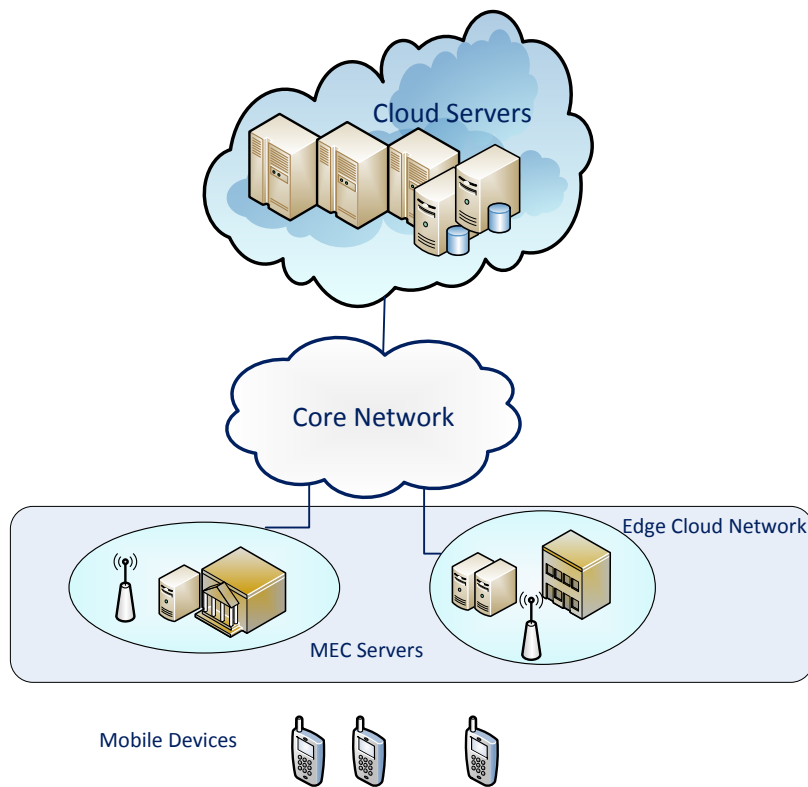 Cloud Servers
Core Network
Edge Cloud Network
MEC Servers
Mobile Devices